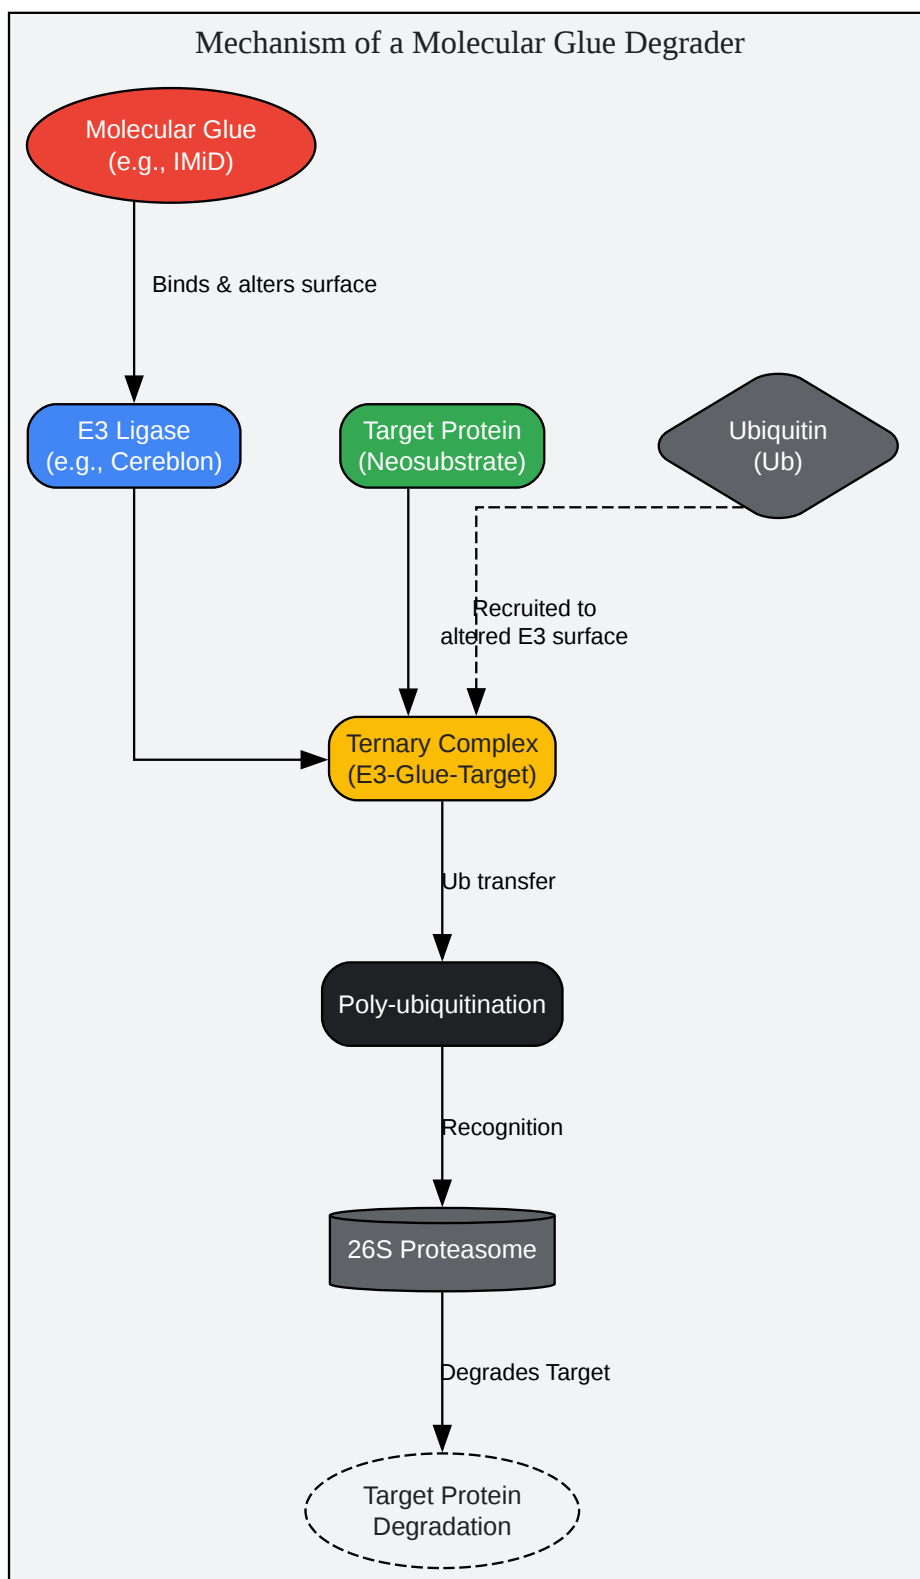 Mechanism of a Molecular Glue Degrader
Molecular Glue
(e.g., IMiD)
Binds & alters surface
E3 Ligase
(e.g., Cereblon)
Target Protein
(Neosubstrate)
Ubiquitin
(Ub)
Recruited to
altered E3 surface
Ternary Complex
(E3-Glue-Target)
Ub transfer
Poly-ubiquitination
Recognition
26S Proteasome
Degrades Target
Target Protein
Degradation